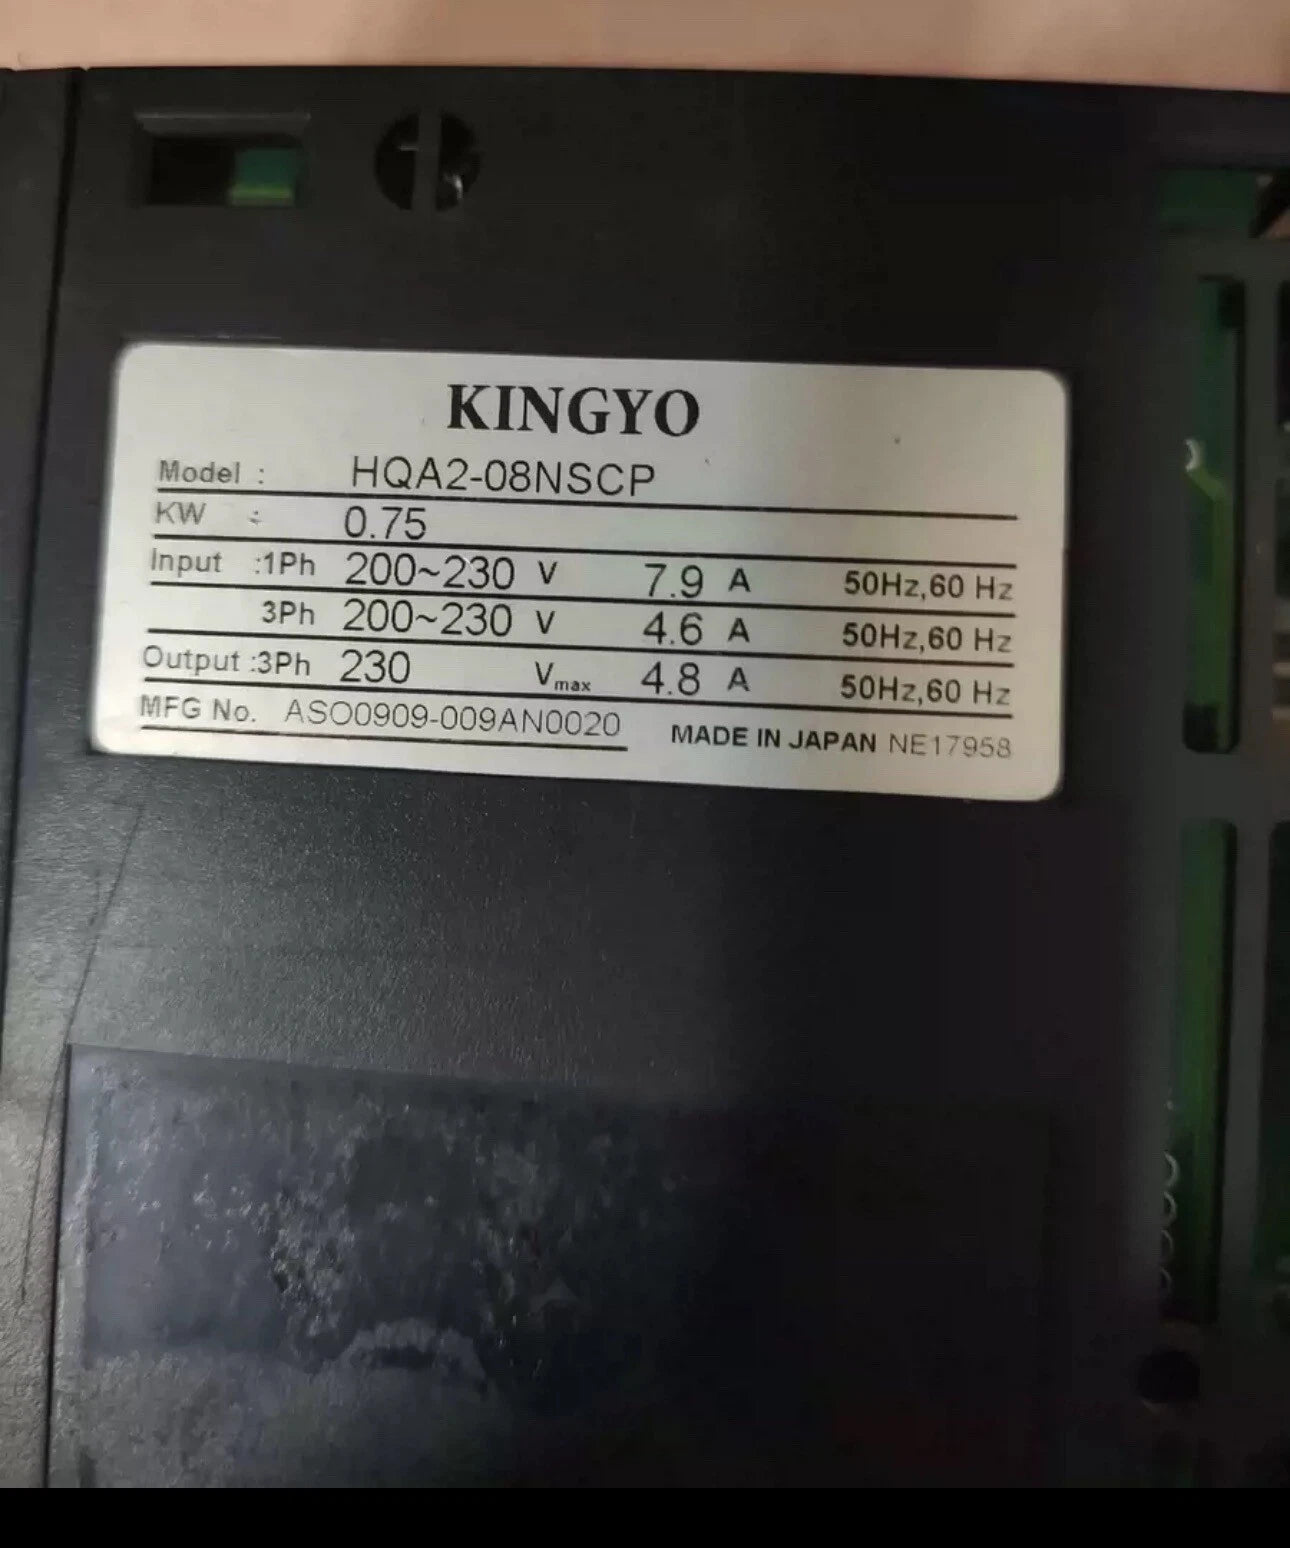 KINGYO
Model : HQA2-08NSCP
KW : 0.75
Input :1Ph 200~230 V 7.9 A 50Hz,60 Hz
3Ph 200~230 V 4.6 A 50Hz,60 Hz
Output :3Ph 230 Vmax 4.8 A 50Hz,60 Hz
MFG No. ASO0909-009AN0020 MADE IN JAPAN NE17958